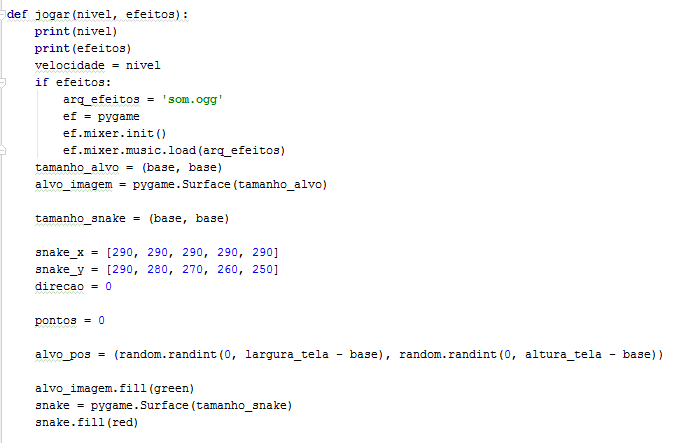 def jogar(nivel, efeitos):
    print(nivel)
    print(efeitos)
    velocidade = nivel
    if efeitos:
        arq_efeitos = 'som.ogg'
        ef = pygame
        ef.mixer.init()
        ef.mixer.music.load(arq_efeitos)
    tamanho_alvo = (base, base)
    alvo_imagem = pygame.Surface(tamanho_alvo)

    tamanho_snake = (base, base)

    snake_x = [290, 290, 290, 290, 290]
    snake_y = [290, 280, 270, 260, 250]
    direcao = 0

    pontos = 0

    alvo_pos = (random.randint(0, largura_tela - base), random.randint(0, altura_tela - base))

    alvo_imagem.fill(green)
    snake = pygame.Surface(tamanho_snake)
    snake.fill(red)